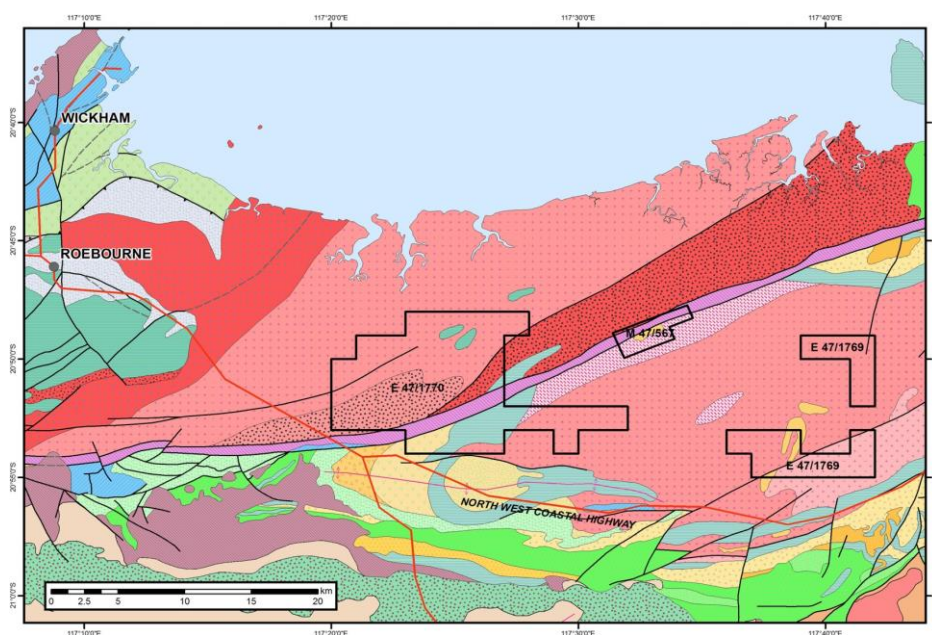 117°10'0"E
117°20'0"E
117°30'0"E
117°40'0"E
20°40'0"S
WICKHAM
20°45'0"S
ROEBOURNE
M 47/567
20°50'0"S
E 47/1769
E 47/1770
20°55'0"S
E 47/1769
NORTH WEST COASTAL HIGHWAY
21°0'0"S
km
0 2.5 5 10 15 20
117°10'0"E
117°20'0"E
117°30'0"E
117°40'0"E